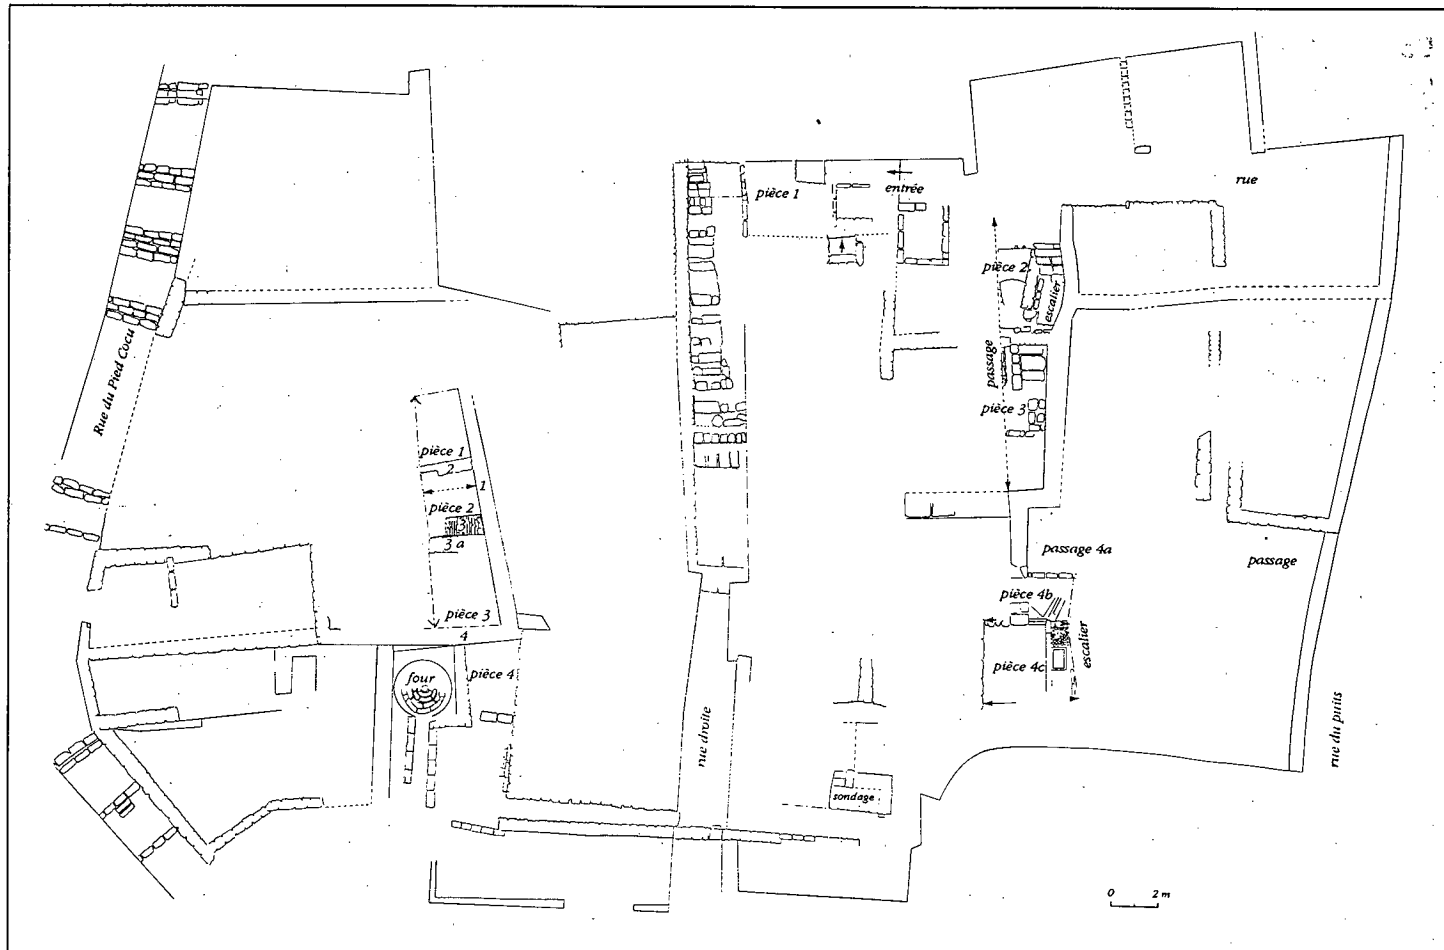 rue
pièce 1
entrée
pièce 2
escalier
passage
pièce 3
Rue du Pied Cocu
pièce 1
2
1
pièce 2
3
3 a
pièce 3
4
passage 4a
passage
pièce 4b
pièce 4c
escalier
four
pièce 4
rue droite
rue du puits
sondage
0 2 m